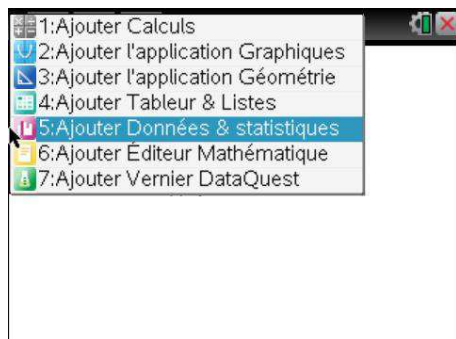 1:Ajouter Calculs
2:Ajouter l'application Graphiques
3:Ajouter l'application Géométrie
4:Ajouter Tableur & Listes
5:Ajouter Données & statistiques
6:Ajouter Éditeur Mathématique
7:Ajouter Vernier DataQuest